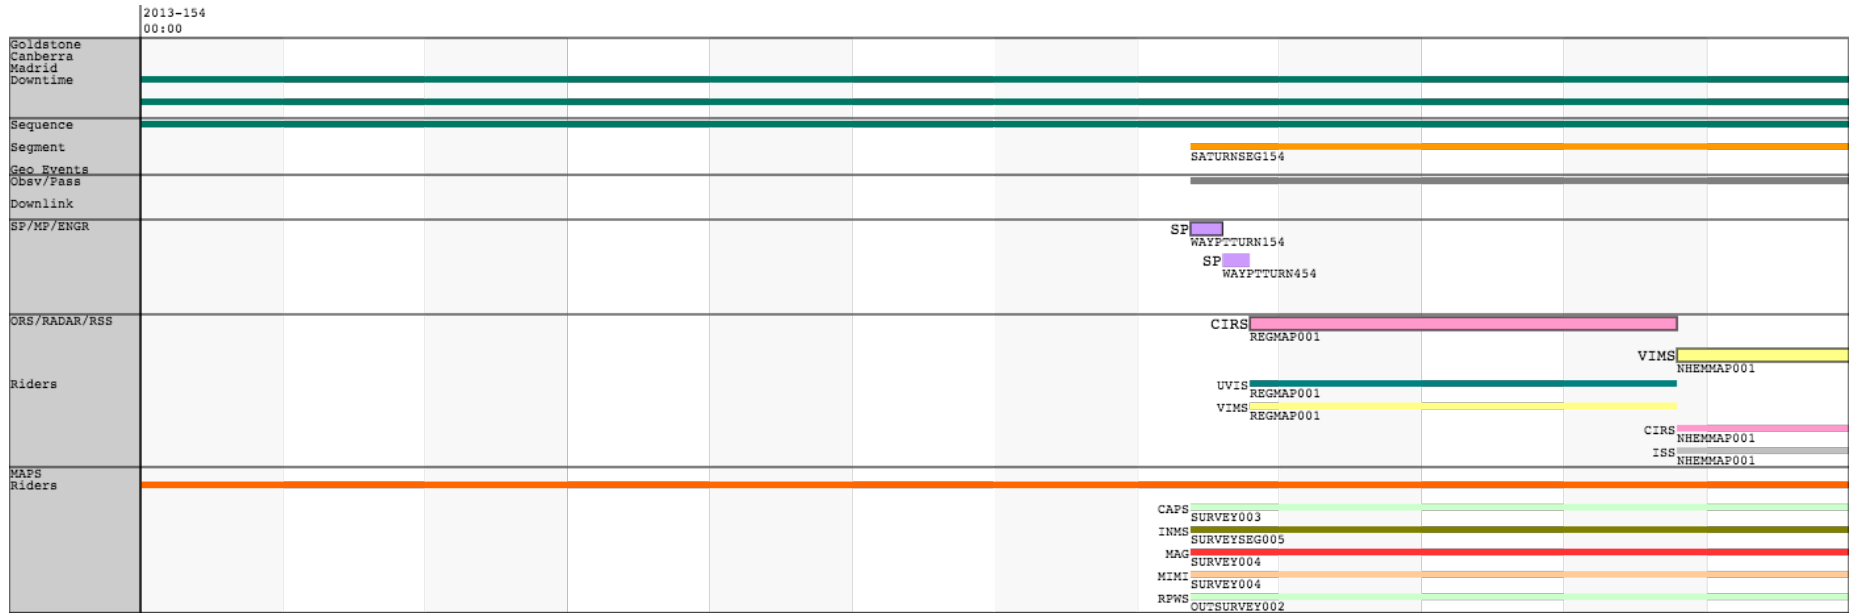 2013-154
00:00
Goldstone
Canberra
Madrid
Downtime
Sequence
Segment
SATURNSEG154
Geo Events
Obsv/Pass
Downlink
SP/MP/ENGR
SP
WAYPTTURN154
SP
WAYPTTURN454
ORS/RADAR/RSS
CIRS
REGMAP001
VIMS
NHEMMAP001
Riders
UVIS
REGMAP001
VIMS
REGMAP001
CIRS
NHEMMAP001
ISS
NHEMMAP001
MAPS
Riders
CAPS
SURVEY003
INMS
SURVEYSEG005
MAG
SURVEY004
MIMI
SURVEY004
RPWS
OUTSURVEY002